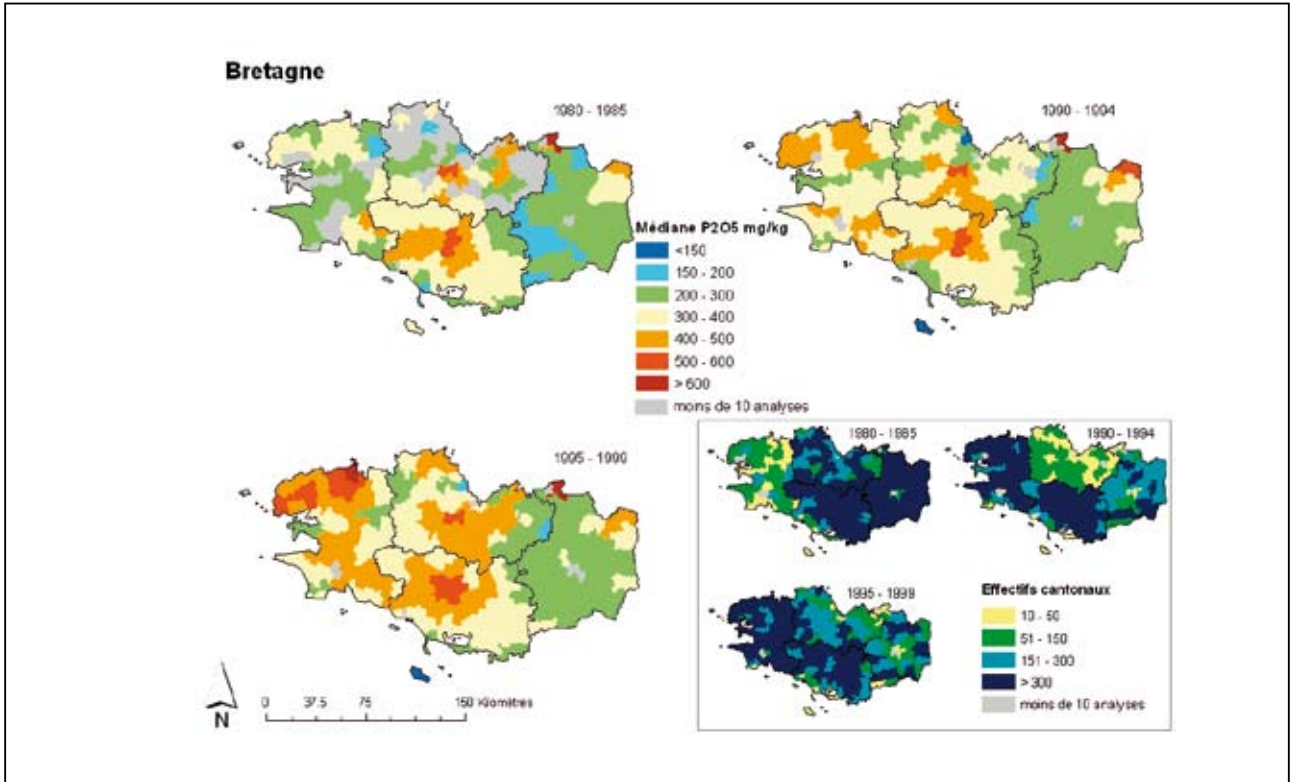 Bretagne
1980 - 1985
1990 - 1994
Médiane P2O5 mg/kg
<150
150 - 200
200 - 300
300 - 400
400 - 500
500 - 600
> 600
moins de 10 analyses
1995 - 1999
N
0 37.5 75 150 Kilomètres
1980 - 1985
1990 - 1994
1995 - 1999
Effectifs cantonaux
10 - 50
51 - 150
151 - 300
> 300
moins de 10 analyses